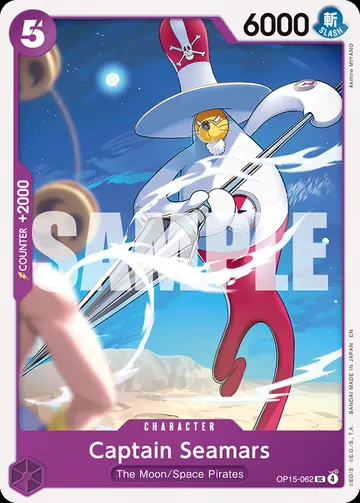 5
6000
斬
SLASH
Akihiro MIYANO
COUNTER +2000
SAMPLE
CHARACTER
Captain Seamars
The Moon/Space Pirates
OP15-062 UC 4
©E.O./S. ©E.O./S., T.A. BANDAI MADE IN JAPAN EN